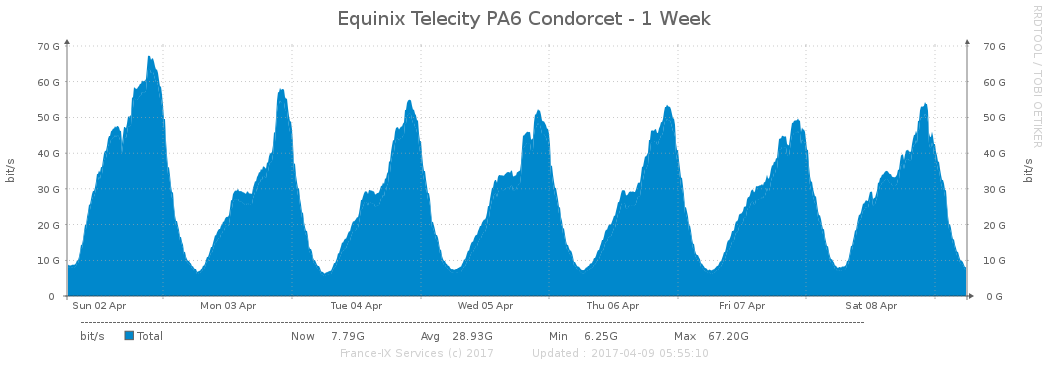 Equinix Telecity PA6 Condorcet - 1 Week
RRDTOOL / TOBI OETIKER
70 G 70 G
60 G 60 G
50 G 50 G
40 G 40 G
30 G 30 G
20 G 20 G
10 G 10 G
0 0 G
bit/s
bit/s
Sun 02 Apr Mon 03 Apr Tue 04 Apr Wed 05 Apr Thu 06 Apr Fri 07 Apr Sat 08 Apr
bit/s Total Now 7.79G Avg 28.93G Min 6.25G Max 67.20G
France-IX Services (c) 2017 Updated : 2017-04-09 05:55:10